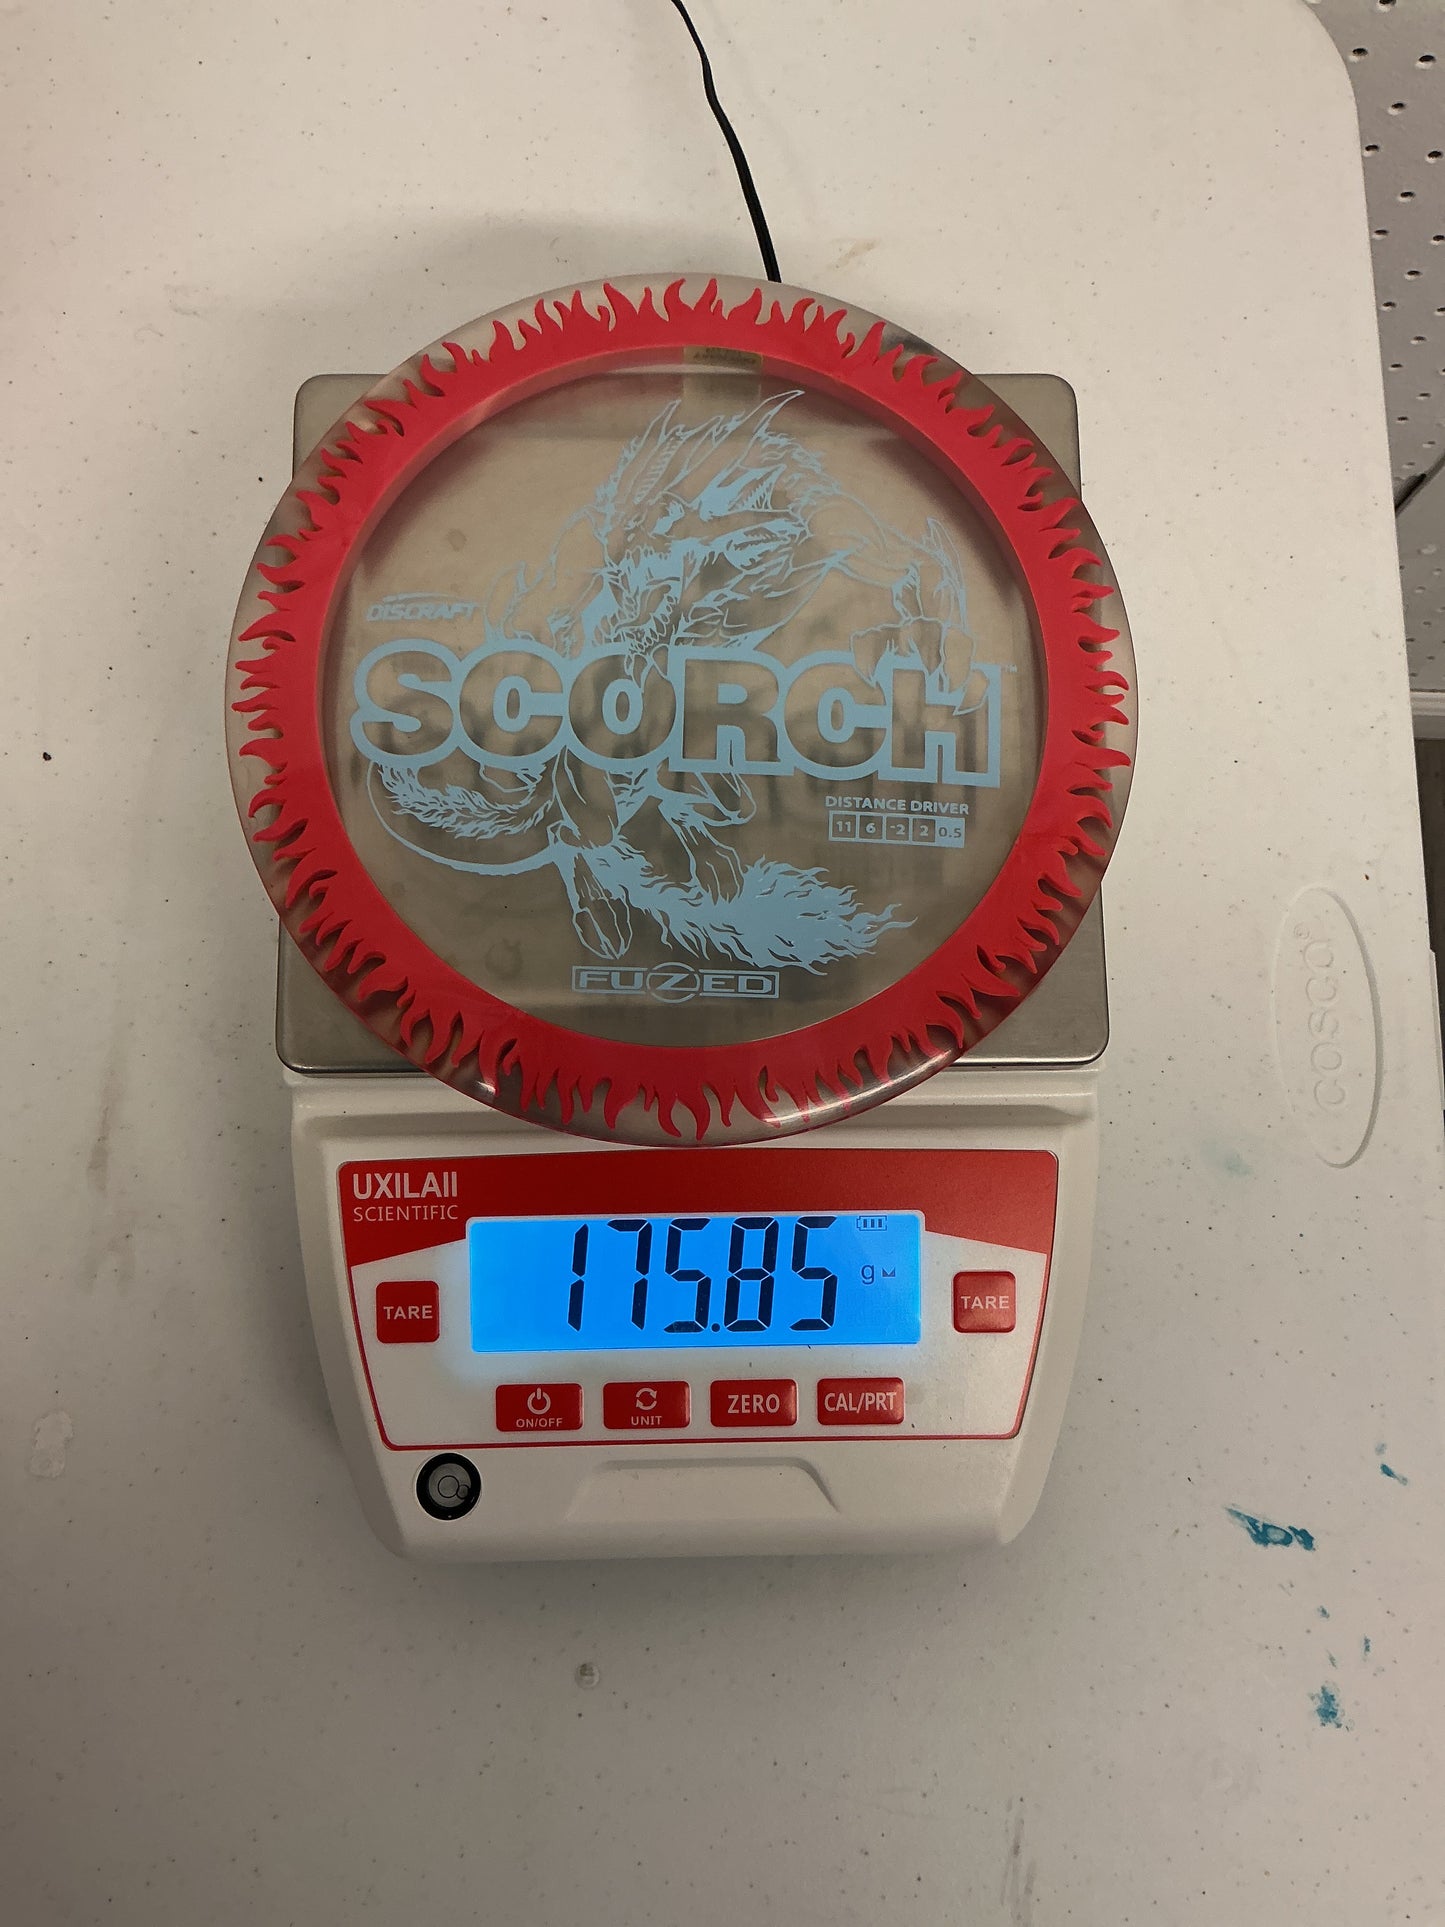 DISCRAFT
SCORCH™
DISTANCE DRIVER
11 6 -2 2 0.5
FUZED
UXILAII
SCIENTIFIC
175.85 g
TARE
TARE
ON/OFF
UNIT
ZERO
CAL/PRT
COSCO®